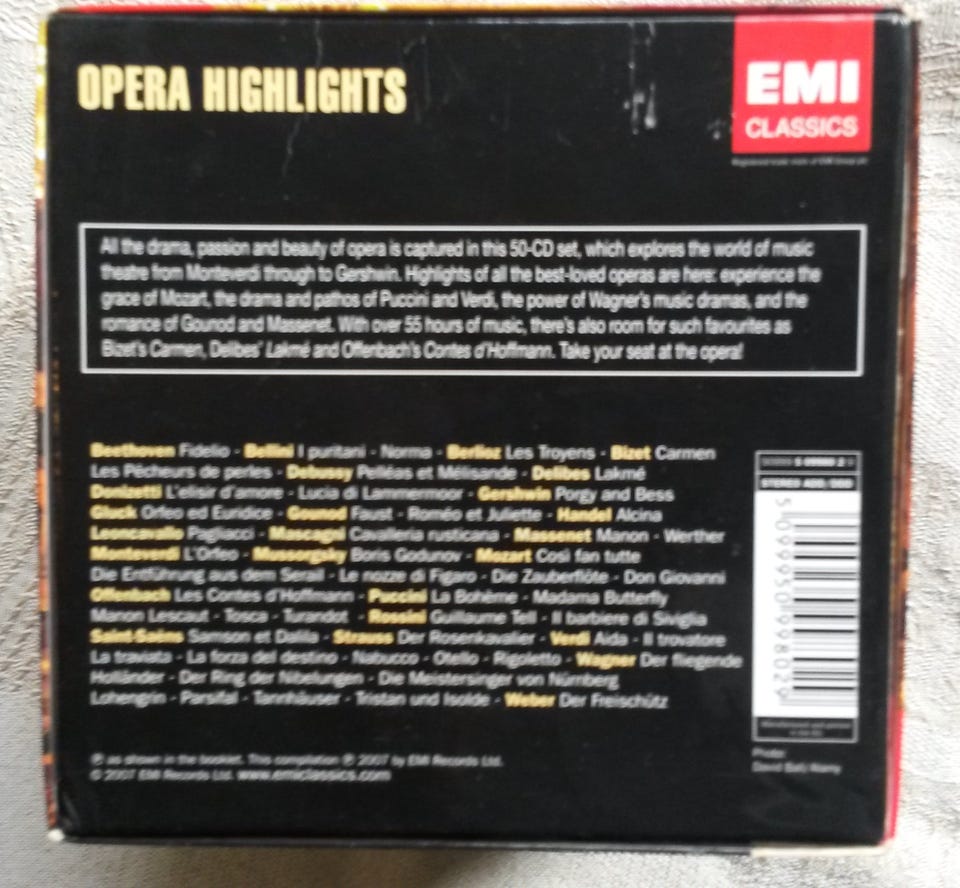 OPERA HIGHLIGHTS
EMI
CLASSICS
All the drama, passion and beauty of opera is captured in this 50-CD set, which explores the world of music
theatre from Monteverdi through to Gershwin. Highlights of all the best-loved operas are here: experience the
grace of Mozart, the drama and pathos of Puccini and Verdi, the power of Wagner's music dramas, and the
romance of Gounod and Massenet. With over 55 hours of music, there's also room for such favourites as
Bizet's Carmen, Delibes' Lakmé and Offenbach's Contes d'Hoffmann. Take your seat at the opera!
Beethoven Fidelio - Bellini I puritani - Norma - Berlioz Les Troyens - Bizet Carmen
Les Pêcheurs de perles - Debussy Pelléas et Mélisande - Delibes Lakmé
Donizetti L'elisir d'amore - Lucia di Lammermoor - Gershwin Porgy and Bess
Gluck Orfeo ed Euridice - Gounod Faust - Roméo et Juliette - Handel Alcina
Leoncavallo Pagliacci - Mascagni Cavalleria rusticana - Massenet Manon - Werther
Monteverdi L'Orfeo - Mussorgsky Boris Godunov - Mozart Così fan tutte
Die Entführung aus dem Serail - Le nozze di Figaro - Die Zauberflöte - Don Giovanni
Offenbach Les Contes d'Hoffmann - Puccini La Bohème - Madama Butterfly
Manon Lescaut - Tosca - Turandot - Rossini Guillaume Tell - Il barbiere di Siviglia
Saint-Saëns Samson et Dalila - Strauss Der Rosenkavalier - Verdi Aida - Il trovatore
La traviata - La forza del destino - Nabucco - Otello - Rigoletto - Wagner Der fliegende
Holländer - Der Ring der Nibelungen - Die Meistersinger von Nürnberg
Lohengrin - Parsifal - Tannhäuser - Tristan und Isolde - Weber Der Freischütz
STEREO ADD/DDD
5 099950 998029
℗ as shown in the booklet. This compilation ℗ 2007 by EMI Records Ltd.
© 2007 EMI Records Ltd. www.emiclassics.com
Photo: